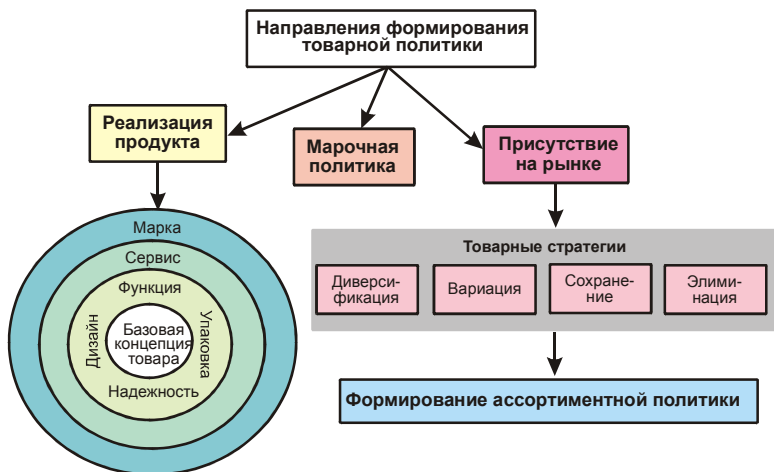 Направления формирования
товарной политики
Реализация
продукта
Марочная
политика
Присутствие
на рынке
Марка
Сервис
Функция
Дизайн
Базовая
концепция
товара
Упаковка
Надежность
Товарные стратегии
Диверси-
фикация
Вариация
Сохране-
ние
Элими-
нация
Формирование ассортиментной политики